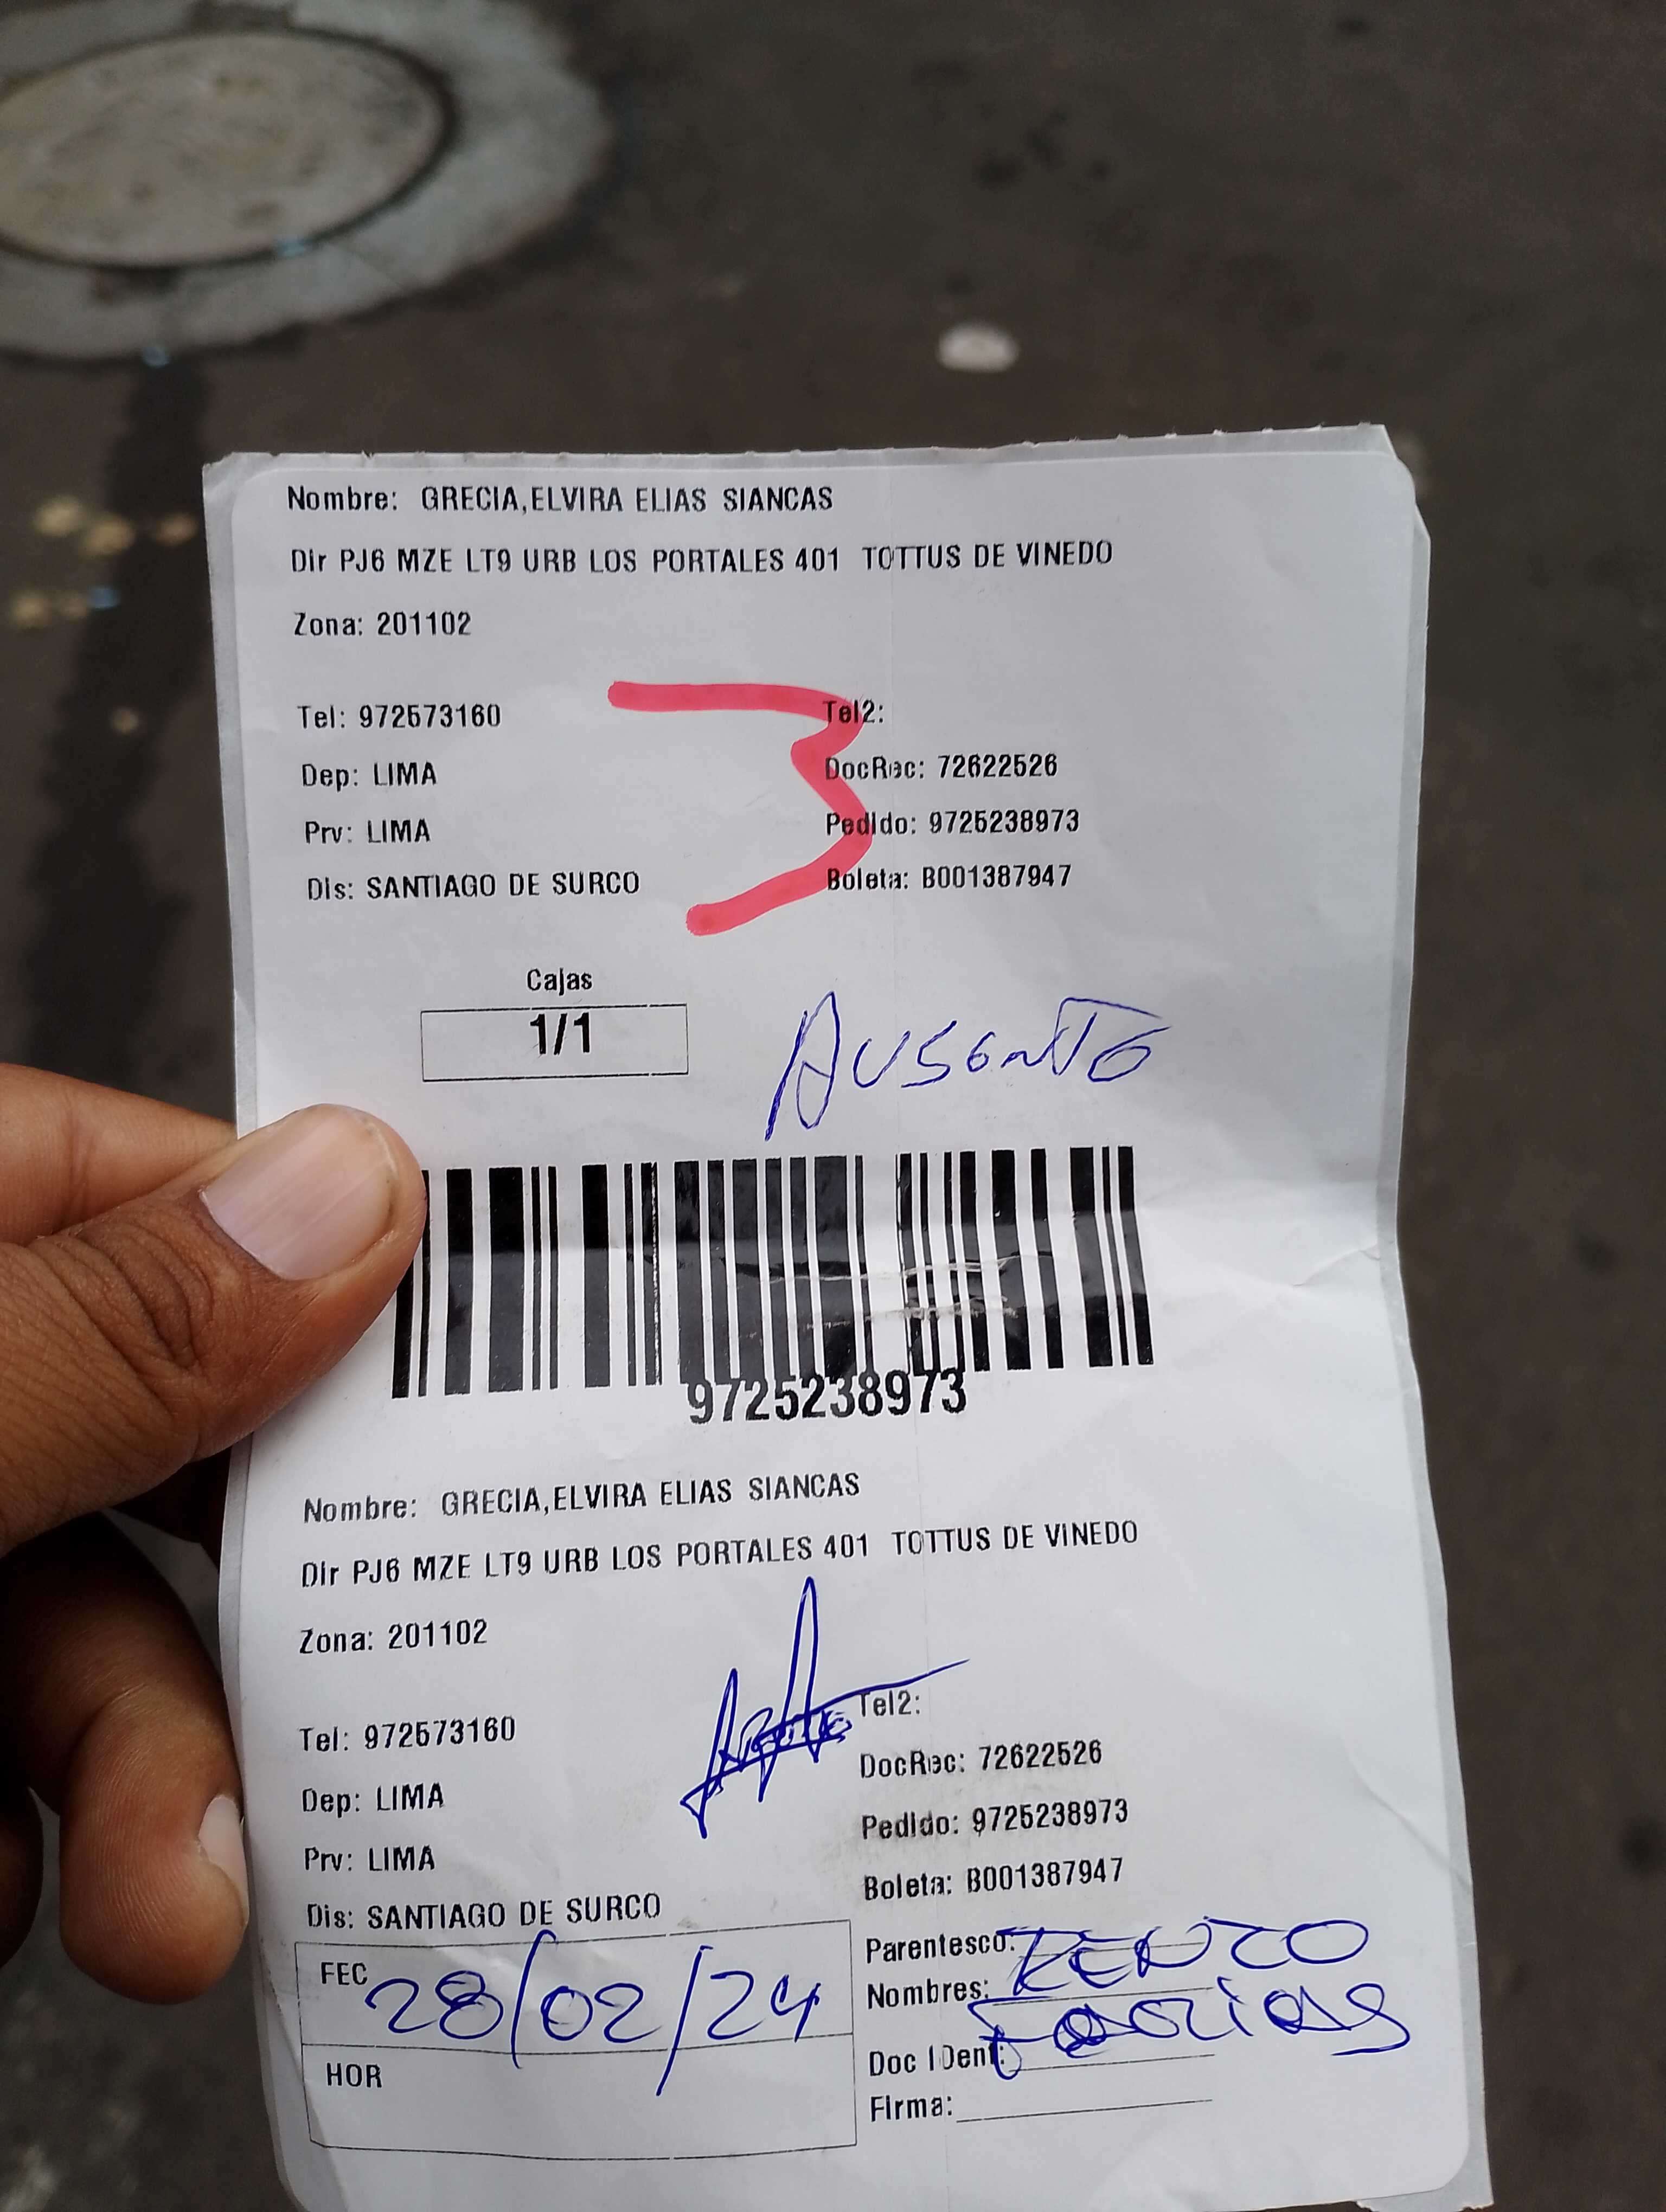 Nombre: GRECIA,ELVIRA ELIAS SIANCAS
Dir PJ6 MZE LT9 URB LOS PORTALES 401 TOTTUS DE VINEDO
Zona: 201102
Tel: 972573160 Tel2:
Dep: LIMA DocRec: 72622526
Prv: LIMA Pedido: 9725238973
Dis: SANTIAGO DE SURCO Boleta: B001387947
3
Cajas
1/1
AUSENTE
9725238973
Nombre: GRECIA,ELVIRA ELIAS SIANCAS
Dir PJ6 MZE LT9 URB LOS PORTALES 401 TOTTUS DE VINEDO
Zona: 201102
Tel: 972573160 Tel2:
Dep: LIMA DocRec: 72622526
Prv: LIMA Pedido: 9725238973
Dis: SANTIAGO DE SURCO Boleta: B001387947
FEC 28/02/24
HOR
Parentesco:
Nombres: RENZO
Farias
Doc IDent:
Firma: